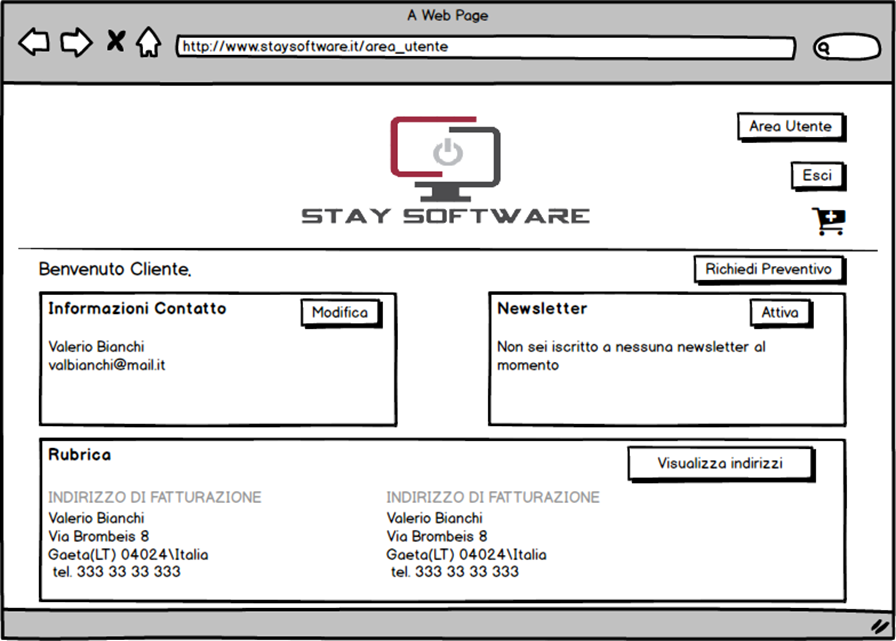 A Web Page
http://www.staysoftware.it/area_utente
Area Utente
Esci
STAY SOFTWARE
Benvenuto Cliente,
Richiedi Preventivo
Informazioni Contatto
Modifica
Valerio Bianchi
valbianchi@mail.it
Newsletter
Attiva
Non sei iscritto a nessuna newsletter al
momento
Rubrica
Visualizza indirizzi
INDIRIZZO DI FATTURAZIONE
Valerio Bianchi
Via Brombeis 8
Gaeta(LT) 04024\Italia
tel. 333 33 33 333
INDIRIZZO DI FATTURAZIONE
Valerio Bianchi
Via Brombeis 8
Gaeta(LT) 04024\Italia
tel. 333 33 33 333